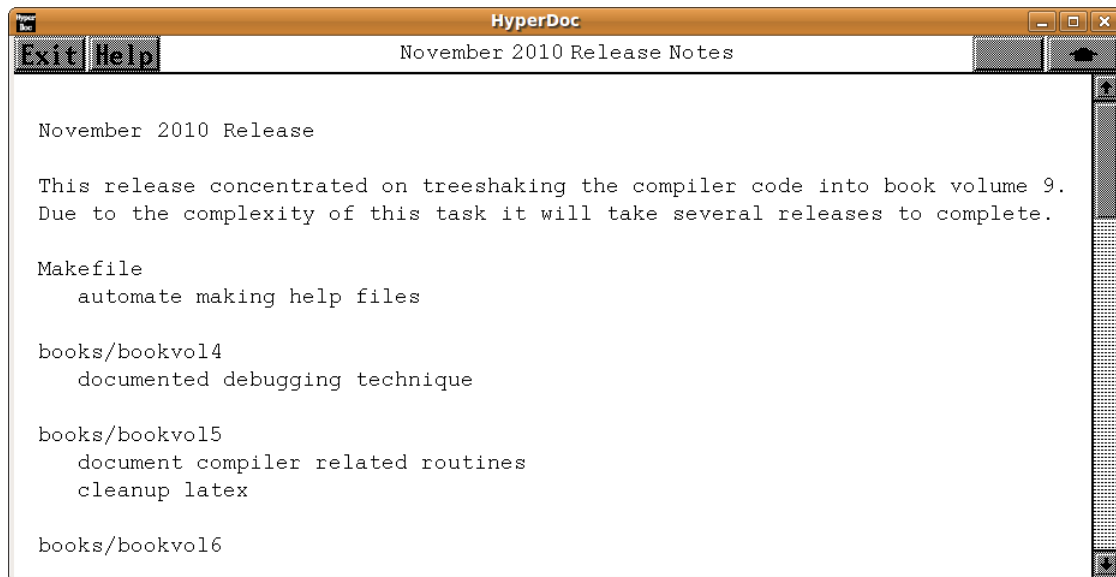 Hyper
Doc
HyperDoc
Exit Help
November 2010 Release Notes
November 2010 Release
This release concentrated on treeshaking the compiler code into book volume 9.
Due to the complexity of this task it will take several releases to complete.
Makefile
automate making help files
books/bookvol4
documented debugging technique
books/bookvol5
document compiler related routines
cleanup latex
books/bookvol6